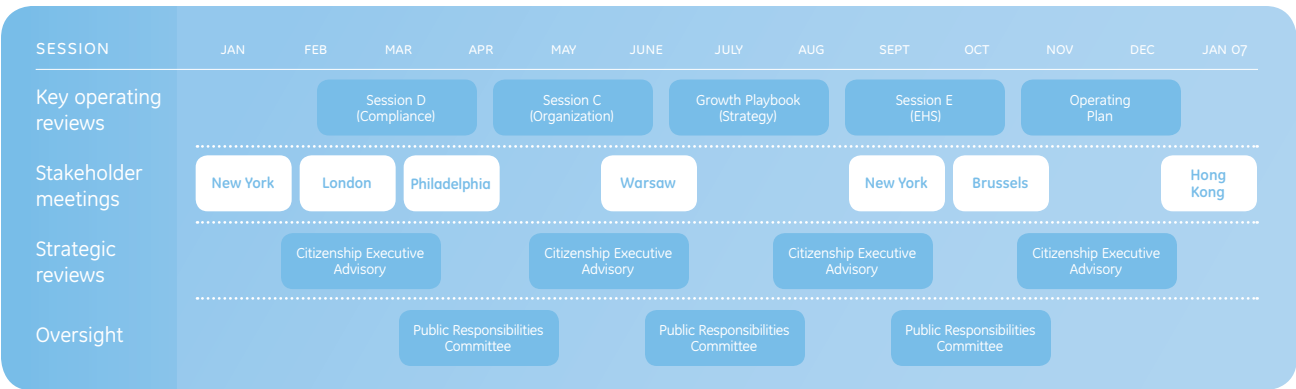 SESSION JAN FEB MAR APR MAY JUNE JULY AUG SEPT OCT NOV DEC JAN 07
Key operating
reviews
Session D
(Compliance)
Session C
(Organization)
Growth Playbook
(Strategy)
Session E
(EHS)
Operating
Plan
Stakeholder
meetings
New York
London
Philadelphia
Warsaw
New York
Brussels
Hong
Kong
Strategic
reviews
Citizenship Executive
Advisory
Citizenship Executive
Advisory
Citizenship Executive
Advisory
Citizenship Executive
Advisory
Oversight
Public Responsibilities
Committee
Public Responsibilities
Committee
Public Responsibilities
Committee